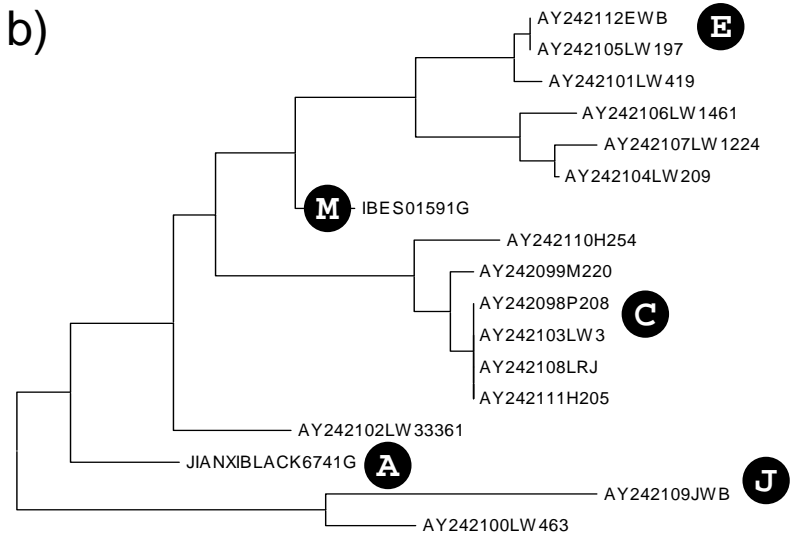 b)
AY242112EWB
E
AY242105LW197
AY242101LW419
AY242106LW1461
AY242107LW1224
AY242104LW209
M IBES01591G
AY242110H254
AY242099M220
AY242098P208
C
AY242103LW3
AY242108LRJ
AY242111H205
AY242102LW33361
JIANXIBLACK6741G A
AY242109JWB J
AY242100LW463